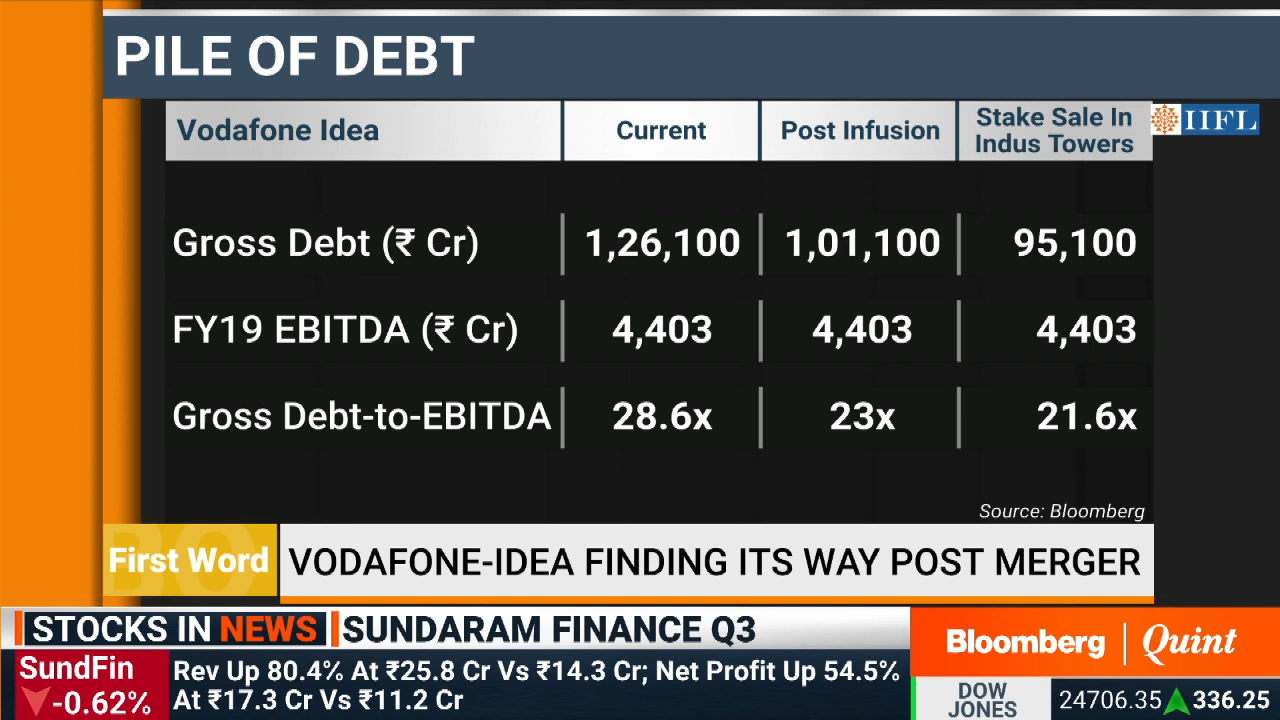 PILE OF DEBT
Vodafone Idea Current Post Infusion Stake Sale In Indus Towers
IIFL
Gross Debt (₹ Cr) 1,26,100 1,01,100 95,100
FY19 EBITDA (₹ Cr) 4,403 4,403 4,403
Gross Debt-to-EBITDA 28.6x 23x 21.6x
Source: Bloomberg
First Word VODAFONE-IDEA FINDING ITS WAY POST MERGER
STOCKS IN NEWS SUNDARAM FINANCE Q3
Bloomberg | Quint
SundFin Rev Up 80.4% At ₹25.8 Cr Vs ₹14.3 Cr; Net Profit Up 54.5%
-0.62% At ₹17.3 Cr Vs ₹11.2 Cr
DOW JONES 24706.35 336.25